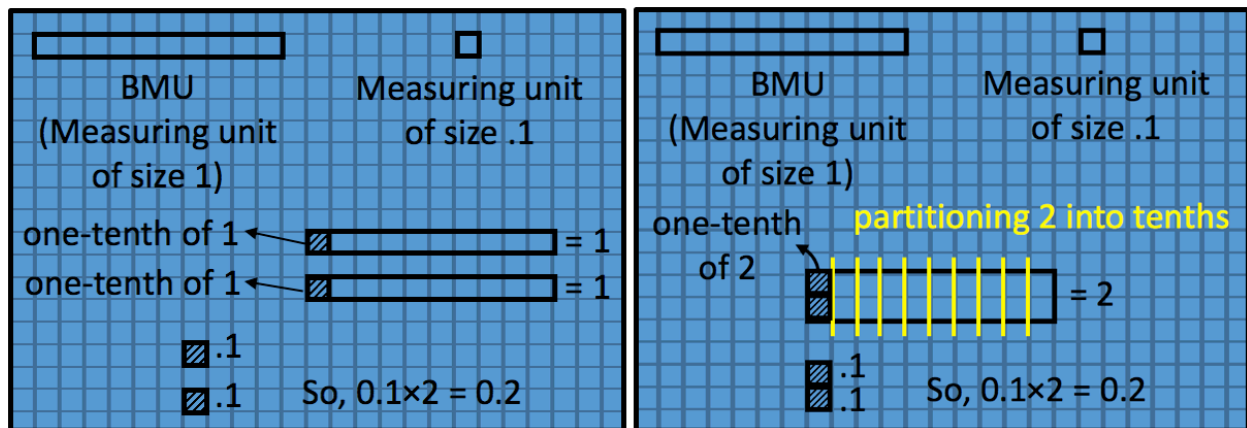 BMU
(Measuring unit
of size 1)
Measuring unit
of size .1
one-tenth of 1
= 1
one-tenth of 1
= 1
.1
.1
So, 0.1×2 = 0.2
BMU
(Measuring unit
of size 1)
Measuring unit
of size .1
partitioning 2 into tenths
one-tenth
of 2
= 2
.1
.1
So, 0.1×2 = 0.2